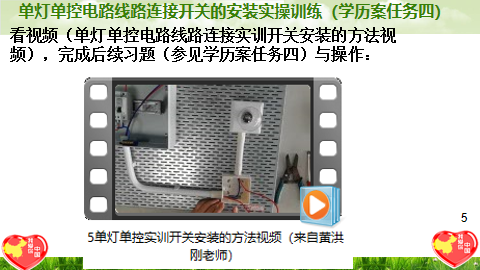 单灯单控电路线路连接开关的安装实操训练（学历案任务四）
看视频（单灯单控电路线路连接实训开关安装的方法视
频），完成后续习题（参见学历案任务四）与操作：
5单灯单控实训开关安装的方法视频（来自黄洪
刚老师）
5